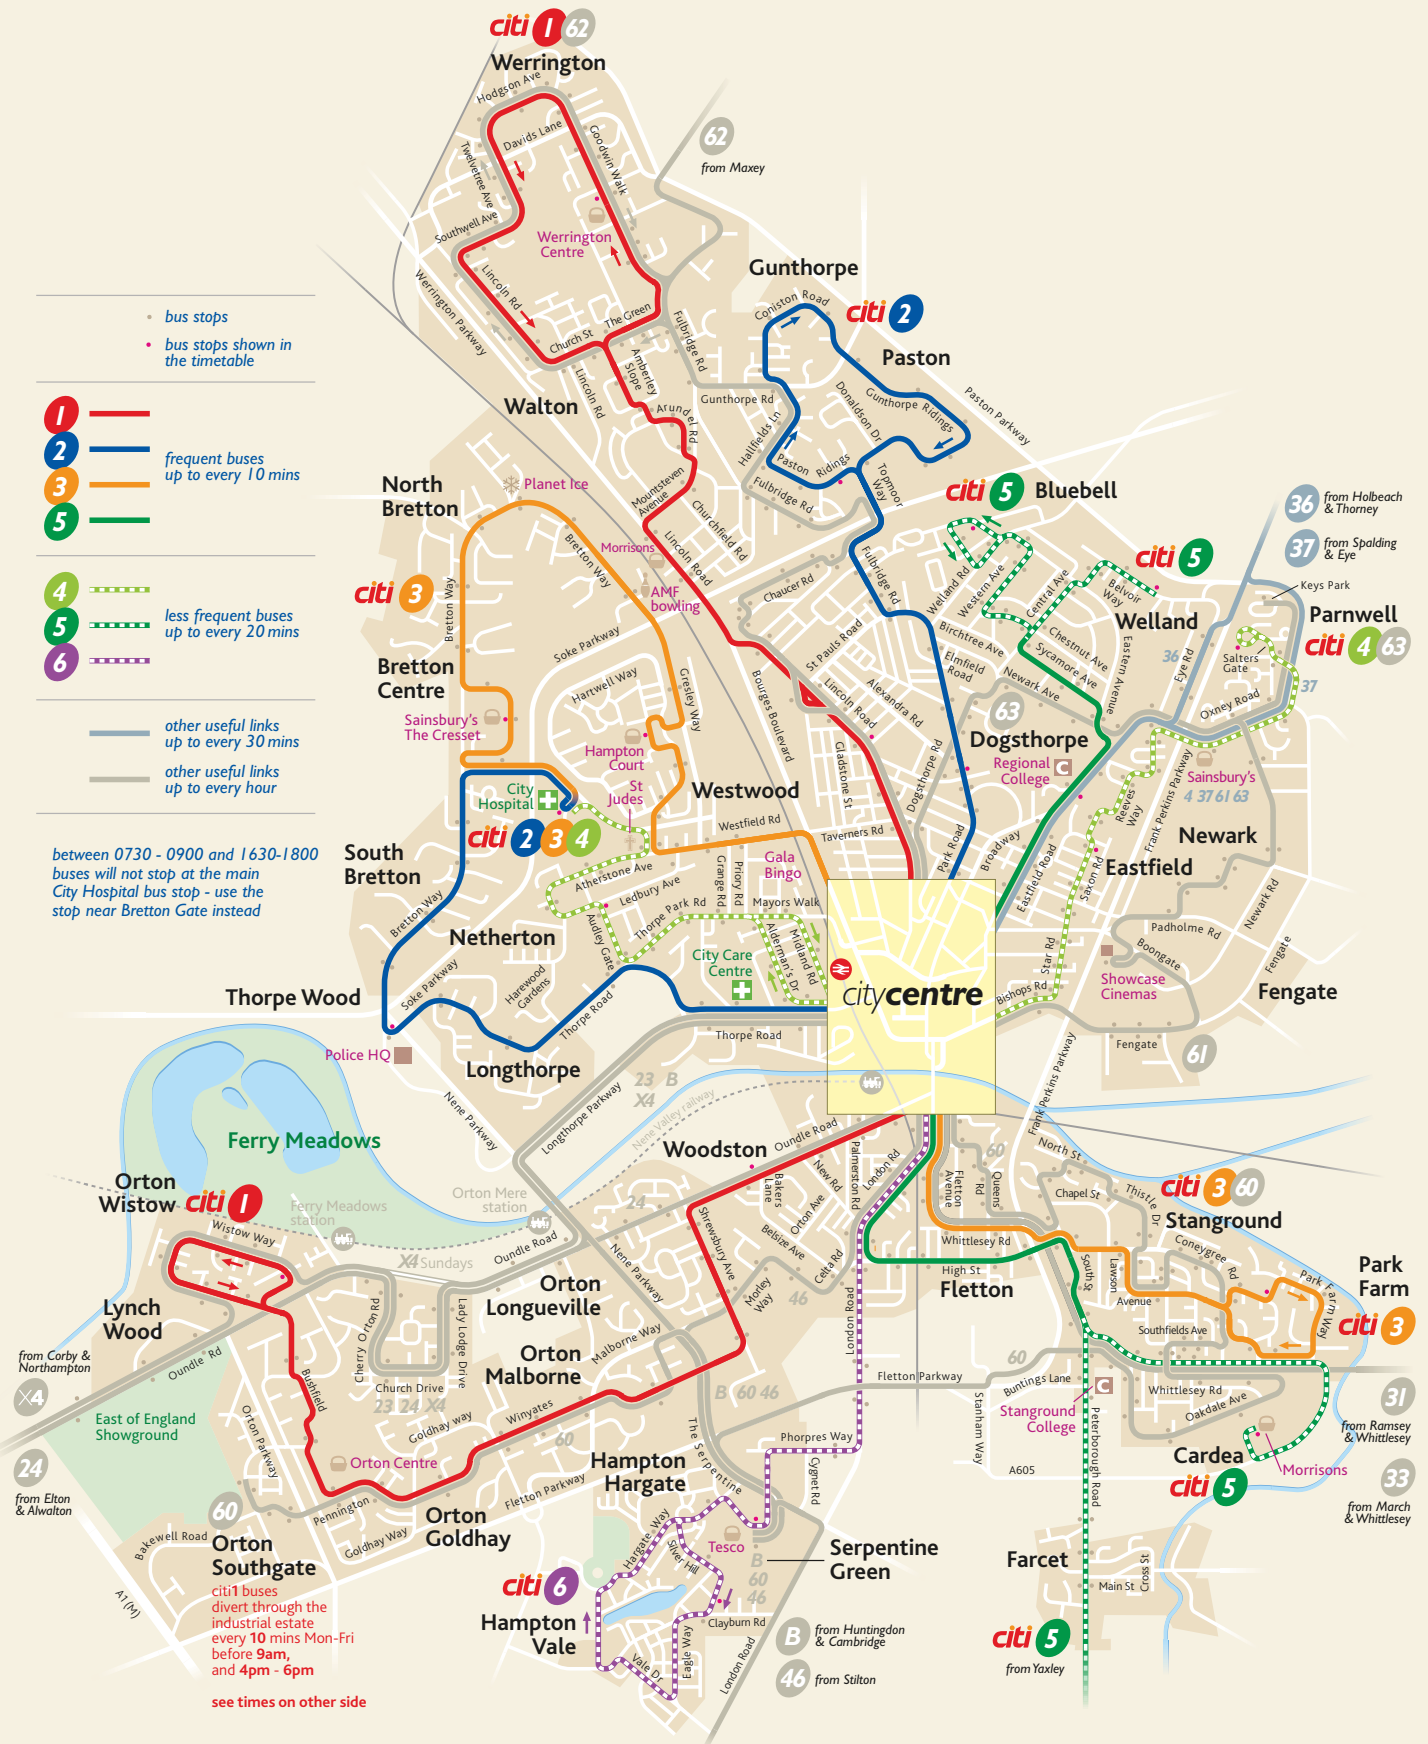 citi 1 62
Werrington
Hodgson Ave
Davids Lane
Goodwin Walk
Twelvetree Ave
Southwell Ave
Werrington
Centre
Lincoln Rd
Werrington Parkway
Church St
The Green
62
from Maxey
Fulbridge Rd
Amberley
Slope
Lincoln Rd
Walton
Arundel Rd
Gunthorpe Rd
Gunthorpe
Coniston Road
citi 2
Paston
Gunthorpe Ridings
Donaldson Dr
Paston Parkway
Hallfields Ln
Paston Ridings
Topmoor
Way
Fulbridge Rd
bus stops
bus stops shown in
the timetable
1
2
3
5
frequent buses
up to every 10 mins
4
5
6
less frequent buses
up to every 20 mins
other useful links
up to every 30 mins
other useful links
up to every hour
between 0730 - 0900 and 1630-1800
buses will not stop at the main
City Hospital bus stop - use the
stop near Bretton Gate instead
North
Bretton
Planet Ice
Mountsteven
Avenue
Churchfield Rd
Bretton Way
Morrisons
Lincoln Road
AMF
bowling
citi 3
Bretton Way
Soke Parkway
Bretton
Centre
Hartwell Way
Gresley Way
Sainsbury's
The Cresset
Hampton
Court
St
Judes
City
Hospital
citi 2 3 4
Westwood
Westfield Rd
Taverners Rd
Gala
Bingo
Bourges Boulevard
Gladstone St
Chaucer Rd
St Pauls Road
Lincoln Road
Alexandra Rd
Fulbridge Rd
citi 5
Bluebell
Welland Rd
Western Ave
Central Ave
citi 5
Belvoir
Way
Welland
Birchtree Ave
Elmfield
Road
Newark Ave
Chestnut Ave
Sycamore Ave
Eastern Avenue
63
Dogsthorpe
Regional
College
C
Dogsthorpe Rd
Park Road
Broadway
Eastfield Road
36
from Holbeach
& Thorney
37
from Spalding
& Eye
Keys Park
Parnwell
citi 4 63
Salters
Gate
36
Eye Rd
Oxney Road
37
Sainsbury's
4 37 61 63
Frank Perkins Parkway
Reeves
Way
Newark
Eastfield
Saxon Rd
Padholme Rd
Newark Rd
Boongate
Fengate
Showcase
Cinemas
Fengate
Star Rd
Bishops Rd
Fengate
61
Frank Perkins Parkway
South
Bretton
Bretton Way
Atherstone Ave
Ledbury Ave
Grange Rd
Priory Rd
Mayors Walk
Thorpe Park Rd
Audley Gate
Netherton
City Care
Centre
Alderman's Dr
Midland Rd
citycentre
Thorpe Wood
Soke Parkway
Harewood
Gardens
Thorpe Road
Thorpe Road
Police HQ
Longthorpe
23 B
X4
Longthorpe Parkway
Nene Valley railway
Nene Parkway
Ferry Meadows
Orton
Wistow
citi 1
Wistow Way
Ferry Meadows
station
Orton Mere
station
X4 Sundays
Oundle Road
Woodston
Oundle Road
24
Bakers
Lane
New Rd
Orton Ave
Palmerston Rd
London Rd
Belsize Ave
Celta Rd
Shrewsbury Ave
Nene Parkway
Morley
Way
46
Fletton
Avenue
Queens
Rd
60
North St
Chapel St
Thistle Dr
citi 3 60
Stanground
Whittlesey Rd
High St
Fletton
South St
Lawson
Avenue
Coneygree
Rd
Park Farm Way
Park
Farm
citi 3
Southfields Ave
London Road
Lynch
Wood
from Corby &
Northampton
X4
24
from Elton
& Alwalton
Oundle Rd
East of England
Showground
Cherry Orton Rd
Lady Lodge Drive
Church Drive
23 24 X4
Orton
Longueville
Orton
Malborne
Malborne Way
Bushfield
Orton Parkway
Goldhay way
Winyates
60
Orton Centre
B 60 46
Fletton Parkway
60
Buntings Lane
Stanham Way
Stanground
College
C
Whittlesey Rd
Oakdale Ave
31
from Ramsey
& Whittlesey
33
from March
& Whittlesey
Cardea
citi 5
Morrisons
Peterborough Road
A605
Phorpres Way
Cygnet Rd
The Serpentine
Hampton
Hargate
Fletton Parkway
60
Pennington
Goldhay Way
Orton
Goldhay
Bakewell Road
A1 (M)
Orton
Southgate
citi1 buses
divert through the
industrial estate
every 10 mins Mon-Fri
before 9am,
and 4pm - 6pm
see times on other side
Hargate Way
Silver Hill
Tesco
B
60
46
Serpentine
Green
citi 6
Hampton
Vale
Clayburn Rd
Vale Dr
Eagle Way
London Road
B
from Huntingdon
& Cambridge
46
from Stilton
Farcet
Main St
Cross St
citi 5
from Yaxley